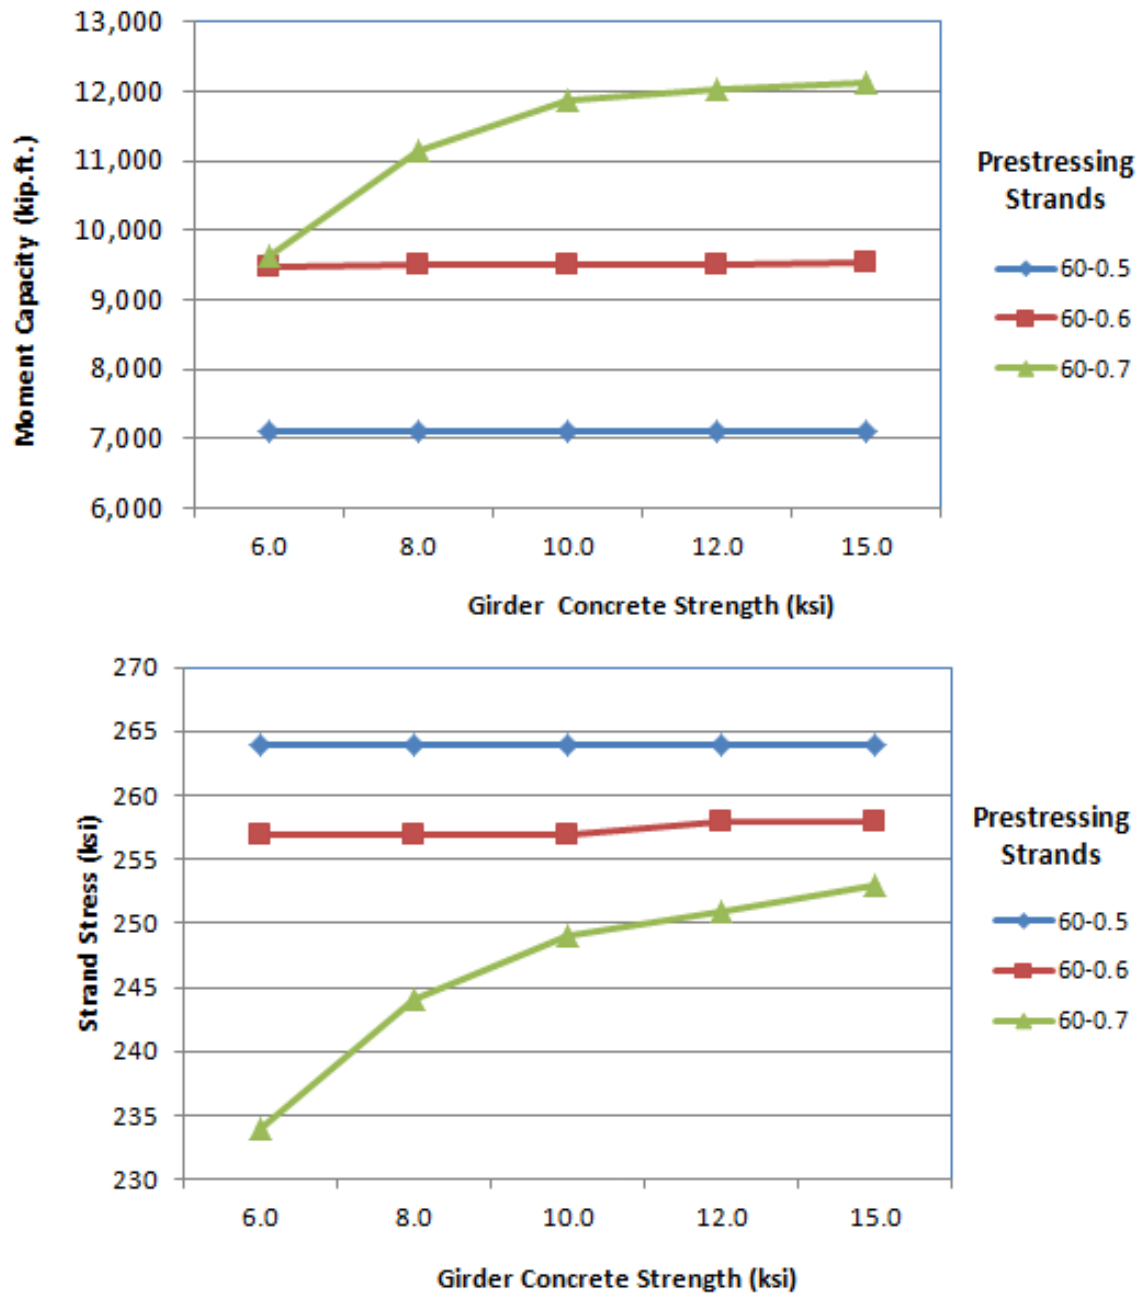 13,000
12,000
11,000
10,000
9,000
8,000
7,000
6,000
Moment Capacity (kip.ft.)
6.0 8.0 10.0 12.0 15.0
Girder Concrete Strength (ksi)
Prestressing
Strands
60-0.5
60-0.6
60-0.7
270
265
260
255
250
245
240
235
230
Strand Stress (ksi)
6.0 8.0 10.0 12.0 15.0
Girder Concrete Strength (ksi)
Prestressing
Strands
60-0.5
60-0.6
60-0.7